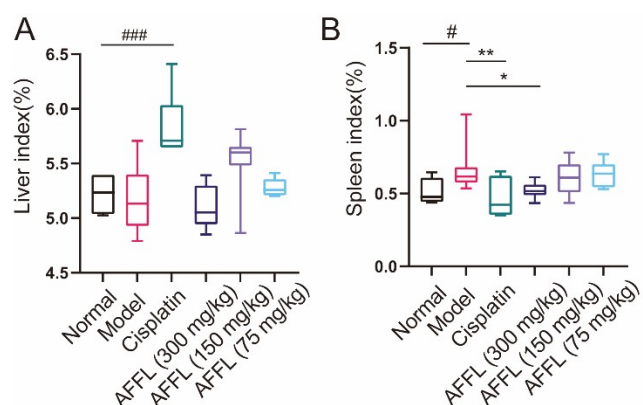 A
###
Liver index(%)
6.5
6.0
5.5
5.0
4.5
Normal
Model
Cisplatin
AFFL (300 mg/kg)
AFFL (150 mg/kg)
AFFL (75 mg/kg)
B
#
**
*
Spleen index(%)
1.5
1.0
0.5
0.0
Normal
Model
Cisplatin
AFFL (300 mg/kg)
AFFL (150 mg/kg)
AFFL (75 mg/kg)